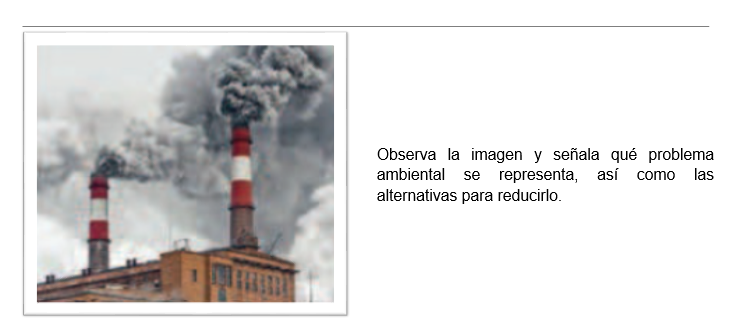 Observa la imagen y señala qué problema
ambiental se representa, así como las
alternativas para reducirlo.